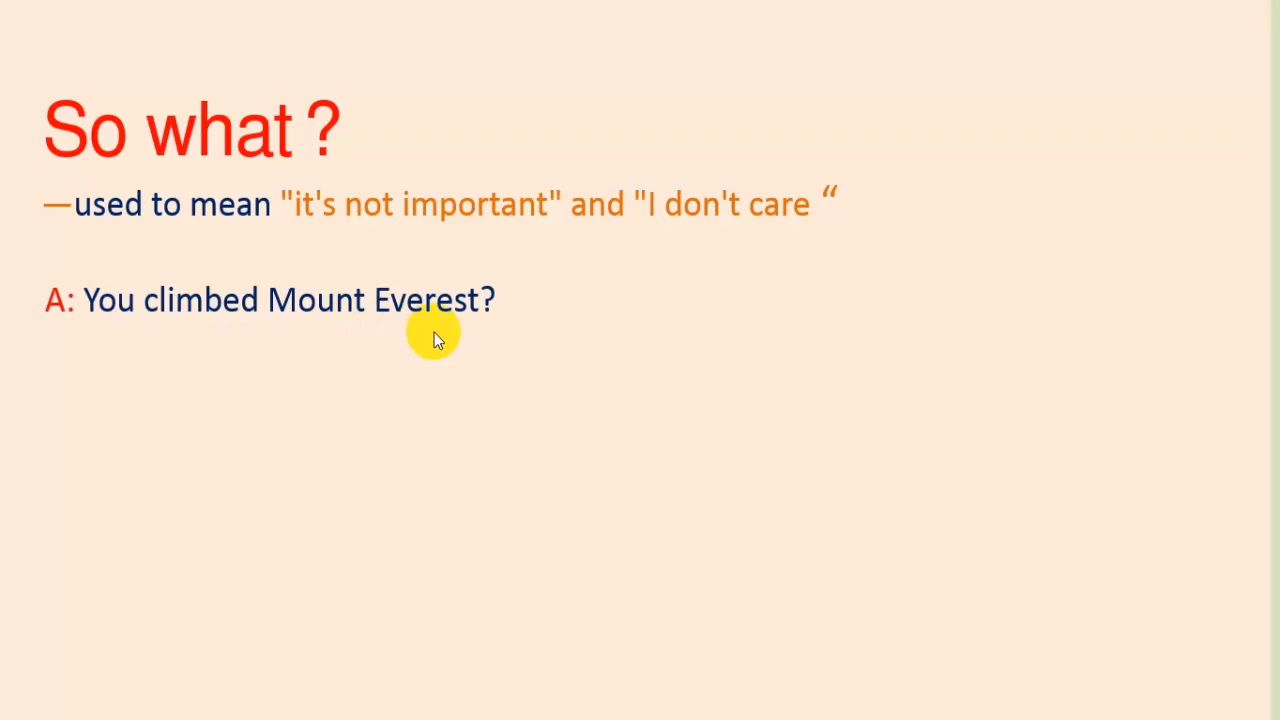 So what ?
—used to mean "it's not important" and "I don't care “
A: You climbed Mount Everest?